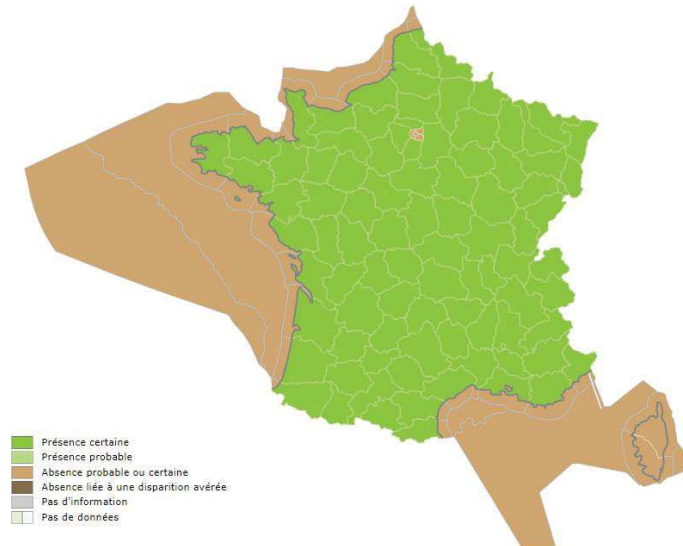 Présence certaine
Présence probable
Absence probable ou certaine
Absence liée à une disparition avérée
Pas d'information
Pas de données